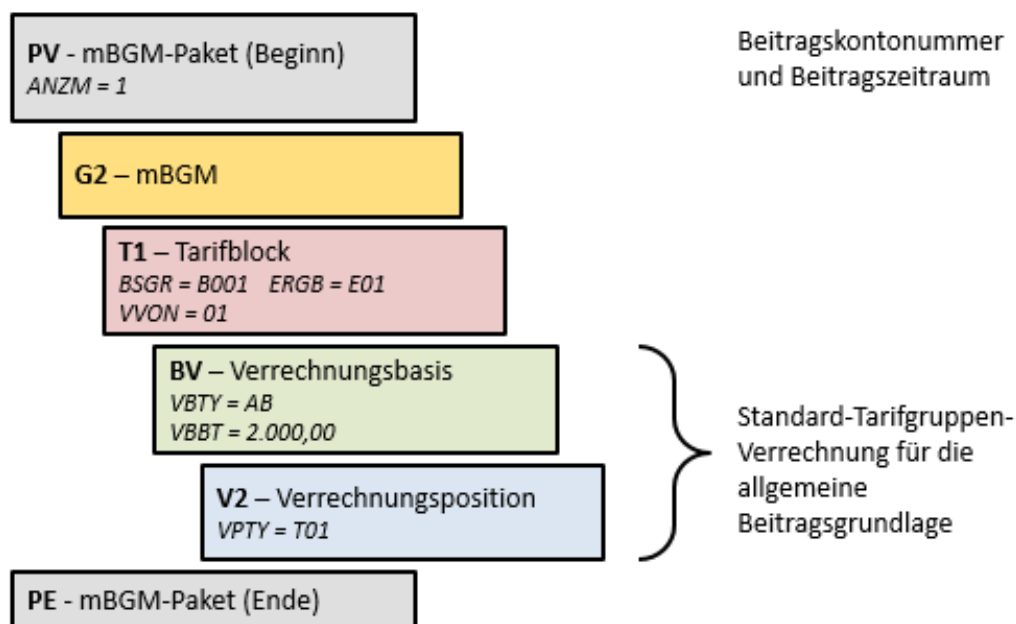 PV - mBGM-Paket (Beginn)
ANZM = 1
Beitragskontonummer
und Beitragszeitraum
G2 – mBGM
T1 – Tarifblock
BSGR = B001 ERGB = E01
VVON = 01
BV – Verrechnungsbasis
VBTY = AB
VBBT = 2.000,00
V2 – Verrechnungsposition
VPTY = T01
Standard-Tarifgruppen-
Verrechnung für die
allgemeine
Beitragsgrundlage
PE - mBGM-Paket (Ende)